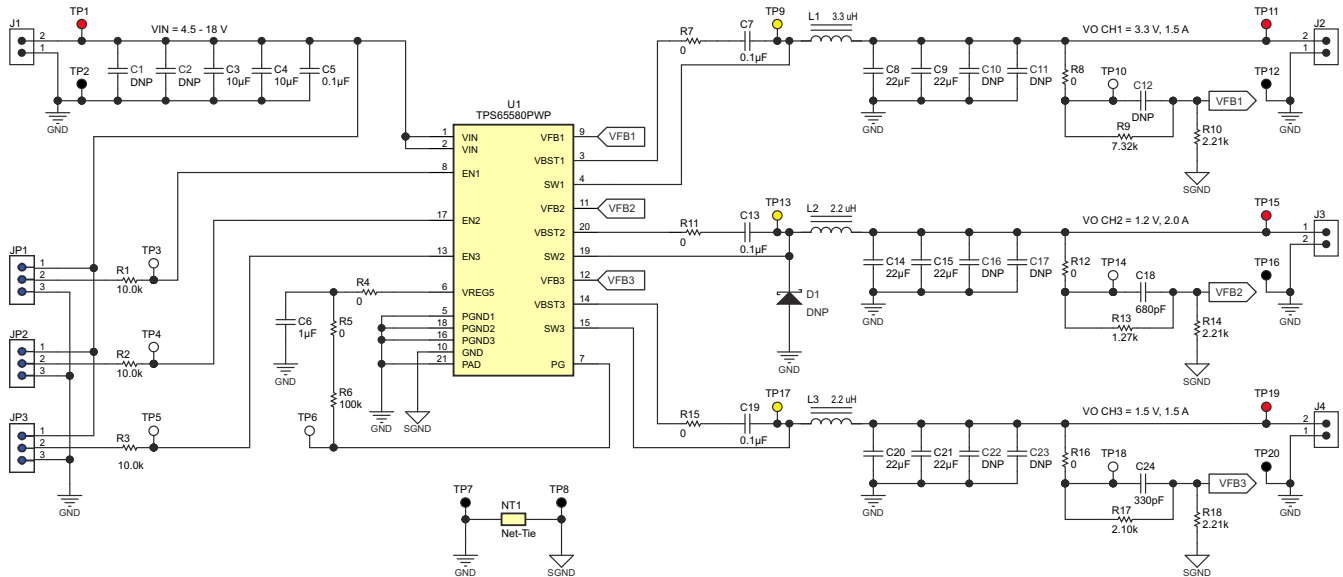 J1
2
1
TP1
VIN = 4.5 - 18 V
TP2
GND
C1
DNP
C2
DNP
C3
10µF
C4
10µF
C5
0.1µF
GND
JP1
1
2
3
R1
10.0k
TP3
JP2
1
2
3
R2
10.0k
TP4
JP3
1
2
3
R3
10.0k
TP5
GND
C6
1µF
GND
R4
0
R5
0
R6
100k
TP6
GND
SGND
U1
TPS65580PWP
1 VIN
2 VIN
8 EN1
17 EN2
13 EN3
6 VREG5
5 PGND1
18 PGND2
16 PGND3
10 GND
21 PAD
VFB1 9
VBST1 3
SW1 4
VFB2 11
VBST2 20
SW2 19
VFB3 12
VBST3 14
SW3 15
PG 7
VFB1
VFB2
VFB3
TP7
GND
NT1
Net-Tie
TP8
SGND
R7
0
C7
0.1µF
TP9
L1
3.3 uH
C8
22µF
C9
22µF
C10
DNP
C11
DNP
GND
VO CH1 = 3.3 V, 1.5 A
R8
0
TP10
C12
DNP
R9
7.32k
R10
2.21k
SGND
VFB1
TP11
TP12
GND
J2
2
1
R11
0
C13
0.1µF
TP13
L2
2.2 uH
D1
DNP
GND
C14
22µF
C15
22µF
C16
DNP
C17
DNP
GND
VO CH2 = 1.2 V, 2.0 A
R12
0
TP14
C18
680pF
R13
1.27k
R14
2.21k
SGND
VFB2
TP15
TP16
GND
J3
1
2
R15
0
C19
0.1µF
TP17
L3
2.2 uH
C20
22µF
C21
22µF
C22
DNP
C23
DNP
GND
VO CH3 = 1.5 V, 1.5 A
R16
0
TP18
C24
330pF
R17
2.10k
R18
2.21k
SGND
VFB3
TP19
TP20
GND
J4
2
1